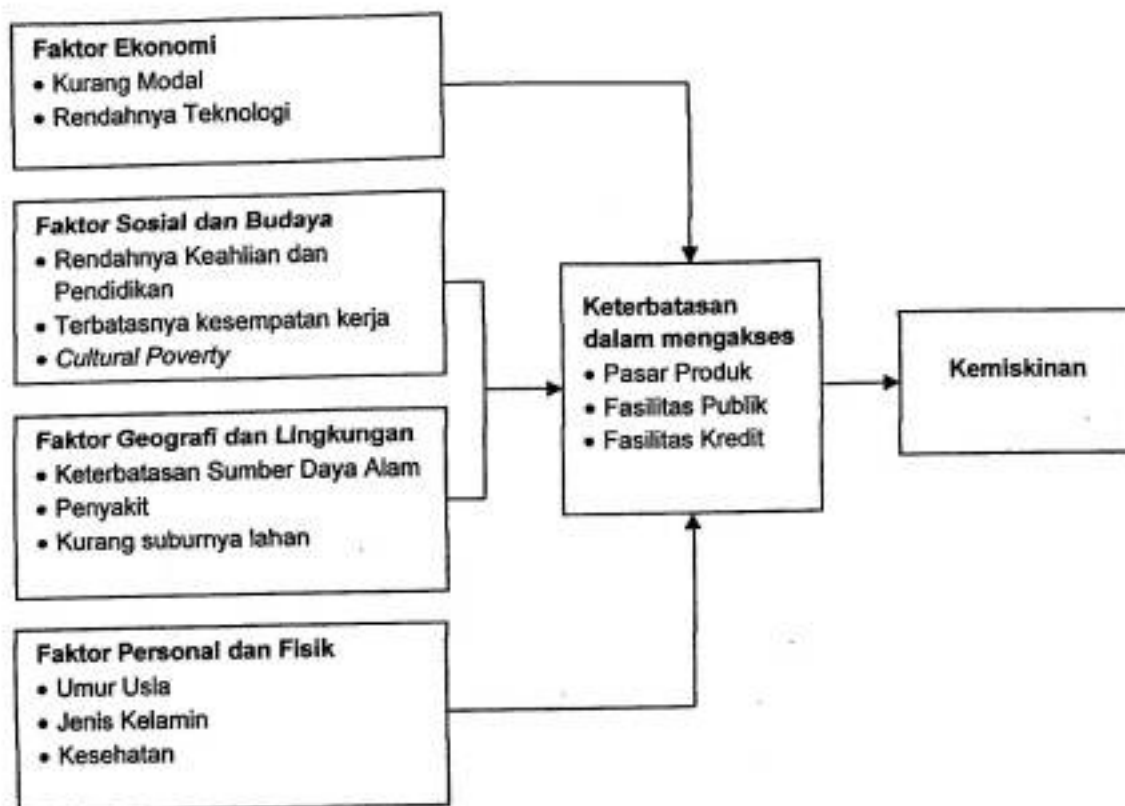 Faktor Ekonomi
• Kurang Modal
• Rendahnya Teknologi
Faktor Sosial dan Budaya
• Rendahnya Keahlian dan
Pendidikan
• Terbatasnya kesempatan kerja
• Cultural Poverty
Faktor Geografi dan Lingkungan
• Keterbatasan Sumber Daya Alam
• Penyakit
• Kurang suburnya lahan
Faktor Personal dan Fisik
• Umur Usia
• Jenis Kelamin
• Kesehatan
Keterbatasan
dalam mengakses
• Pasar Produk
• Fasilitas Publik
• Fasilitas Kredit
Kemiskinan